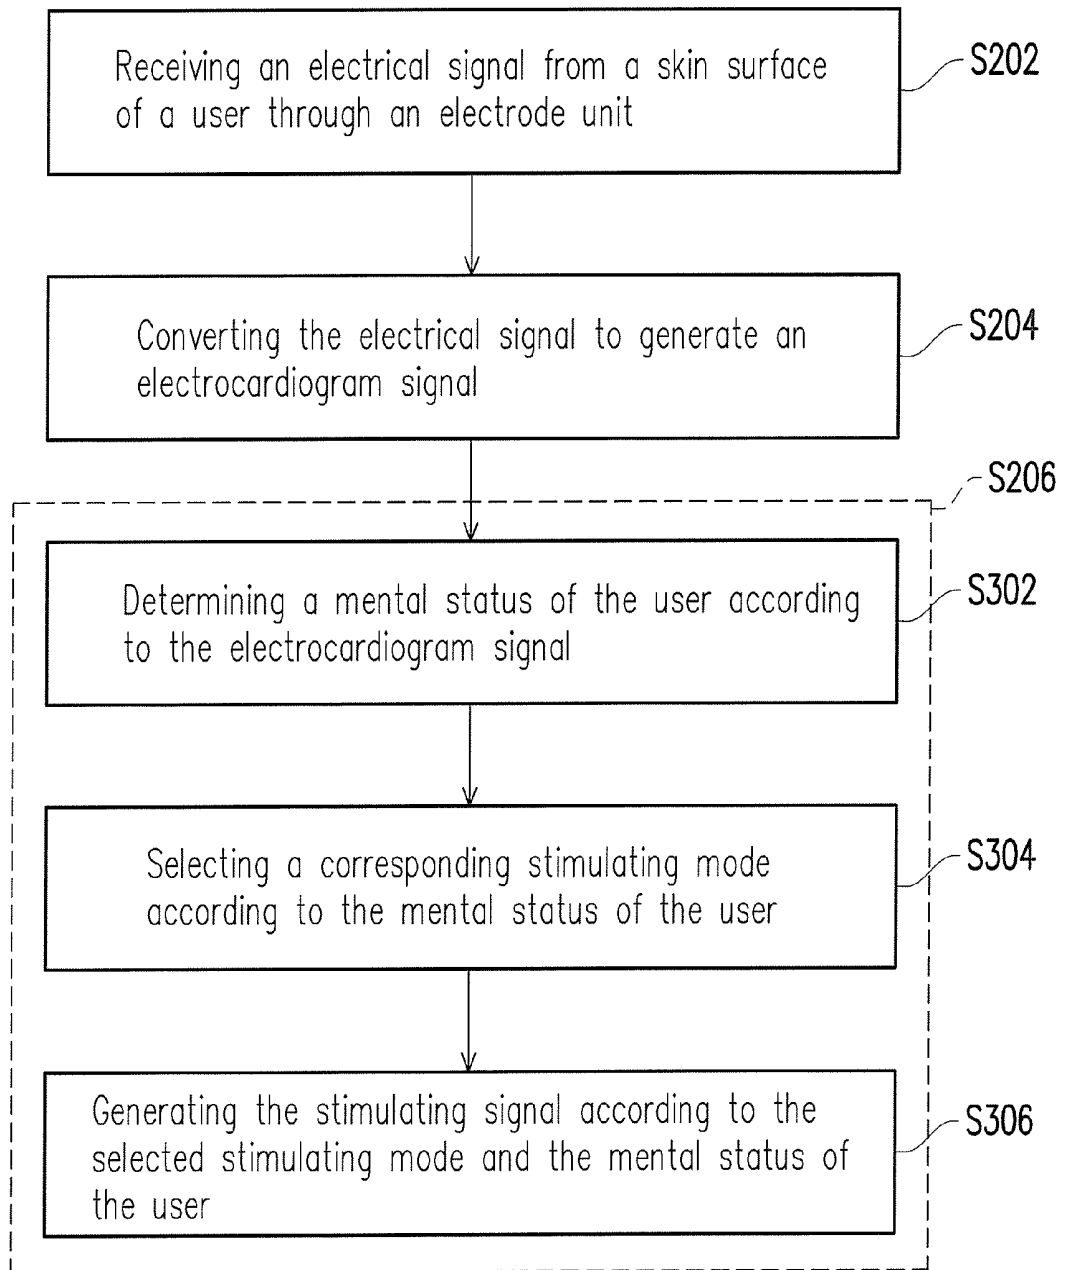 Receiving an electrical signal from a skin surface
of a user through an electrode unit
S202
Converting the electrical signal to generate an
electrocardiogram signal
S204
S206
Determining a mental status of the user according
to the electrocardiogram signal
S302
Selecting a corresponding stimulating mode
according to the mental status of the user
S304
Generating the stimulating signal according to the
selected stimulating mode and the mental status of
the user
S306